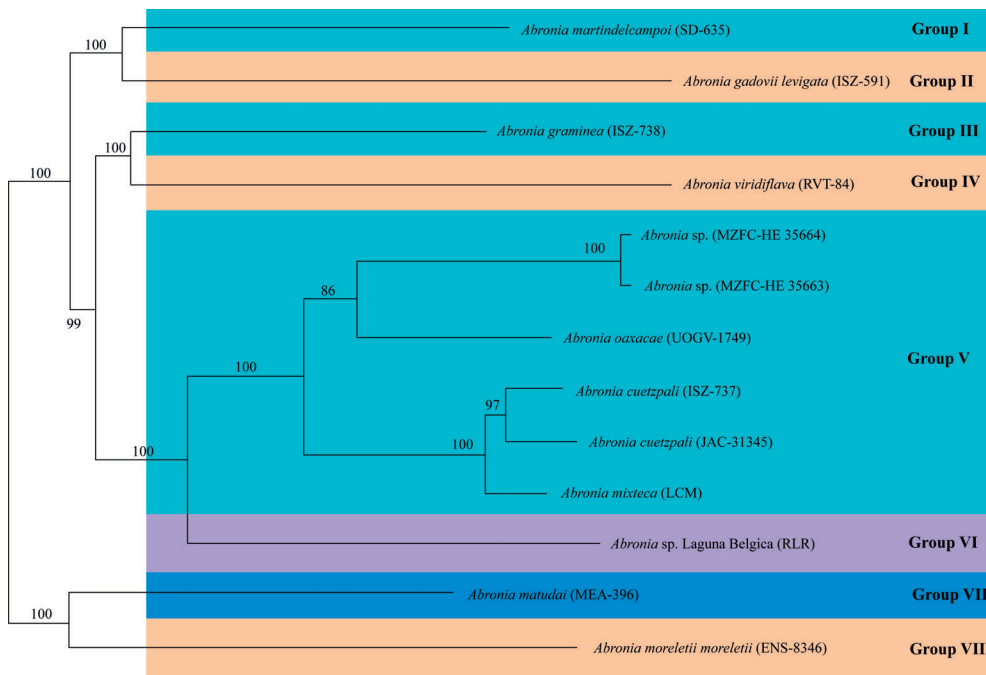 100 Abronia martindelcampoi (SD-635) Group I
Abronia gadovii levigata (ISZ-591) Group II
100 100 Abronia graminea (ISZ-738) Group III
Abronia viridiflava (RVT-84) Group IV
Abronia sp. (MZFC-HE 35664)
100
86 Abronia sp. (MZFC-HE 35663)
99 Abronia oaxacae (UOGV-1749)
100 Group V
Abronia cuetzpali (ISZ-737)
97
100 100 Abronia cuetzpali (JAC-31345)
Abronia mixteca (LCM)
Abronia sp. Laguna Belgica (RLR) Group VI
Abronia matudai (MEA-396) Group VII
100
Abronia moreletii moreletii (ENS-8346) Group VII